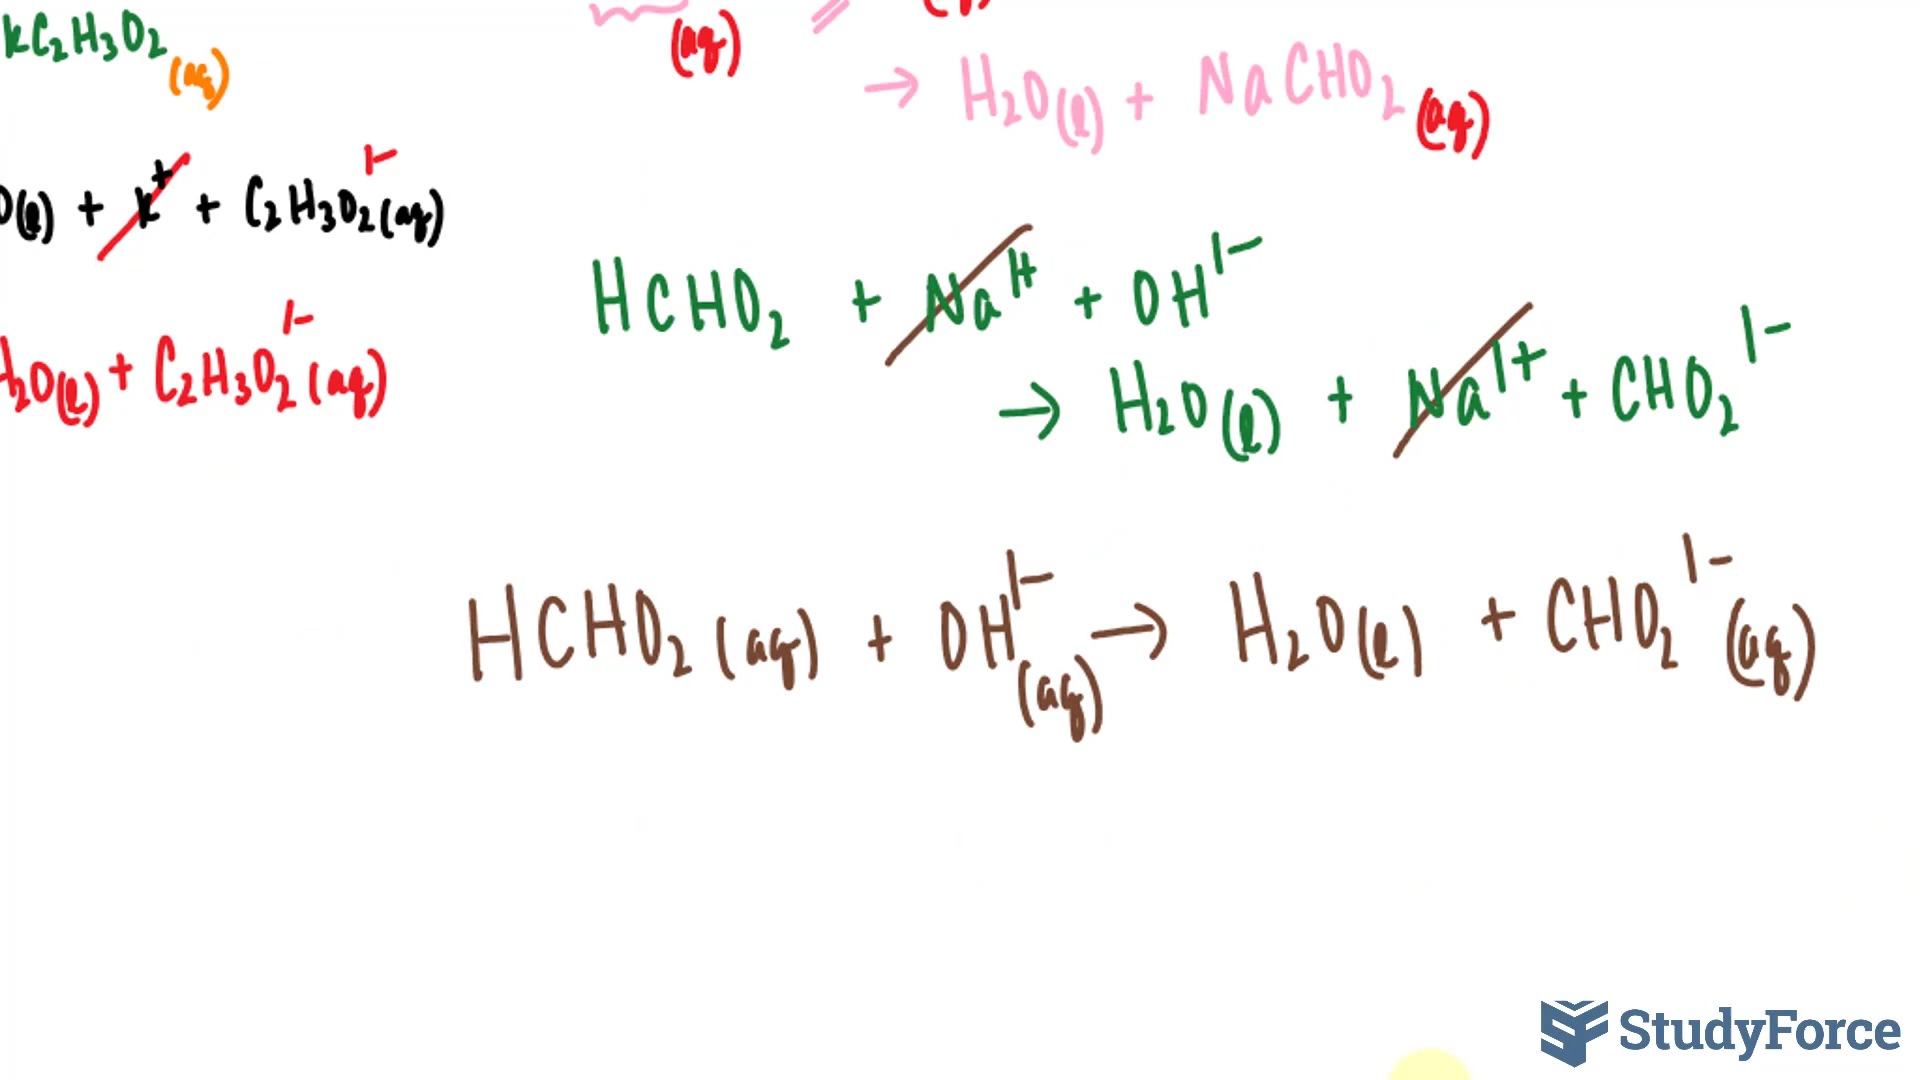 KC₂H₃O₂ (aq)
(l) + K⁺ + C₂H₃O₂ ¹⁻ (aq)
H₂O(l) + C₂H₃O₂ ¹⁻ (aq)
(aq)
→ H₂O(l) + NaCHO₂ (aq)
HCHO₂ + Na¹⁺ + OH¹⁻
→ H₂O(l) + Na¹⁺ + CHO₂ ¹⁻
HCHO₂ (aq) + OH¹⁻ (aq) → H₂O(l) + CHO₂ ¹⁻ (aq)
StudyForce